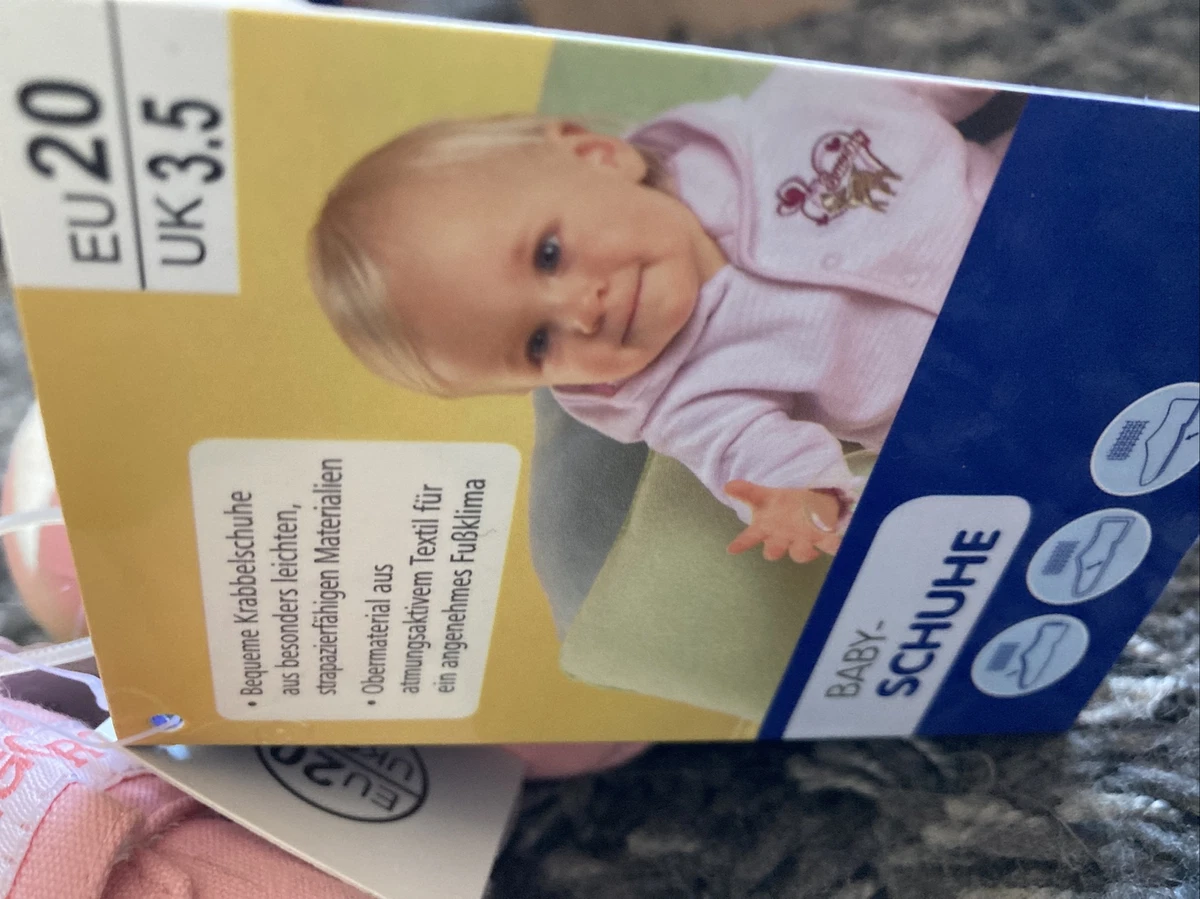 EU 20
UK 3.5
• Bequeme Krabbelschuhe
aus besonders leichten,
strapazierfähigen Materialien
• Obermaterial aus
atmungsaktivem Textil für
ein angenehmes Fußklima
BABY-
SCHUHE
EU
20
UK